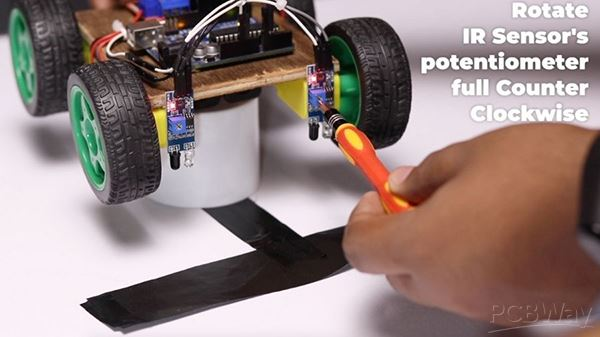 Rotate
IR Sensor's
potentiometer
full Counter
Clockwise
PCBWay